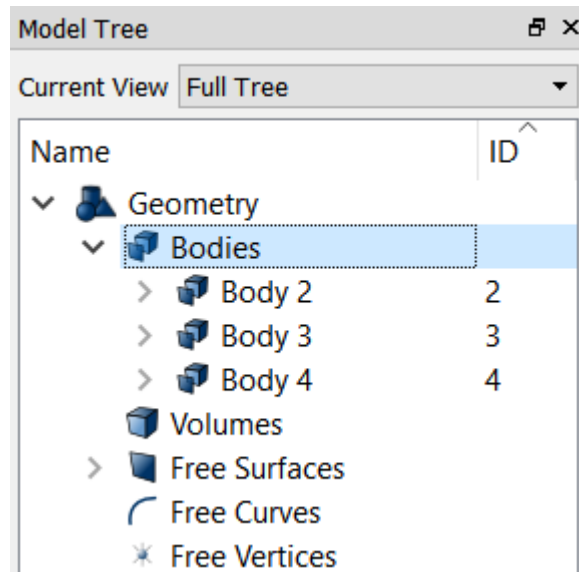 Model Tree
Current View Full Tree
Name ID
Geometry
Bodies
Body 2 2
Body 3 3
Body 4 4
Volumes
Free Surfaces
Free Curves
Free Vertices